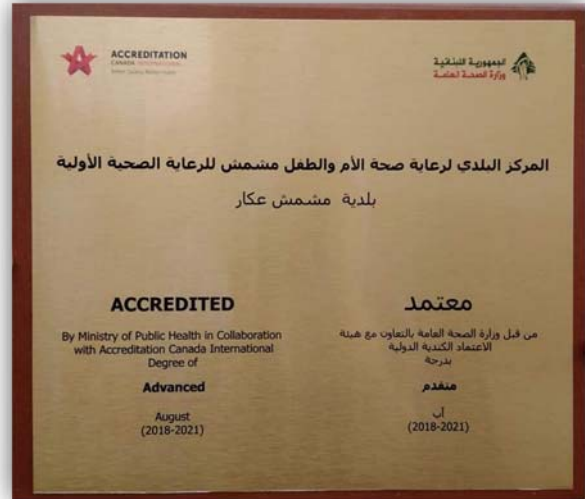 ACCREDITATION
CANADA INTERNATIONAL
الجمهورية اللبنانية
وزارة الصحة العامة
المركز البلدي لرعاية صحة الأم والطفل مشمش للرعاية الصحية الأولية
بلدية مشمش عكار
ACCREDITED
By Ministry of Public Health in Collaboration
with Accreditation Canada International
Degree of
Advanced
August
(2018-2021)
معتمد
من قبل وزارة الصحة العامة بالتعاون مع هيئة
الاعتماد الكندية الدولية
بدرجة
متقدم
آب
(2018-2021)